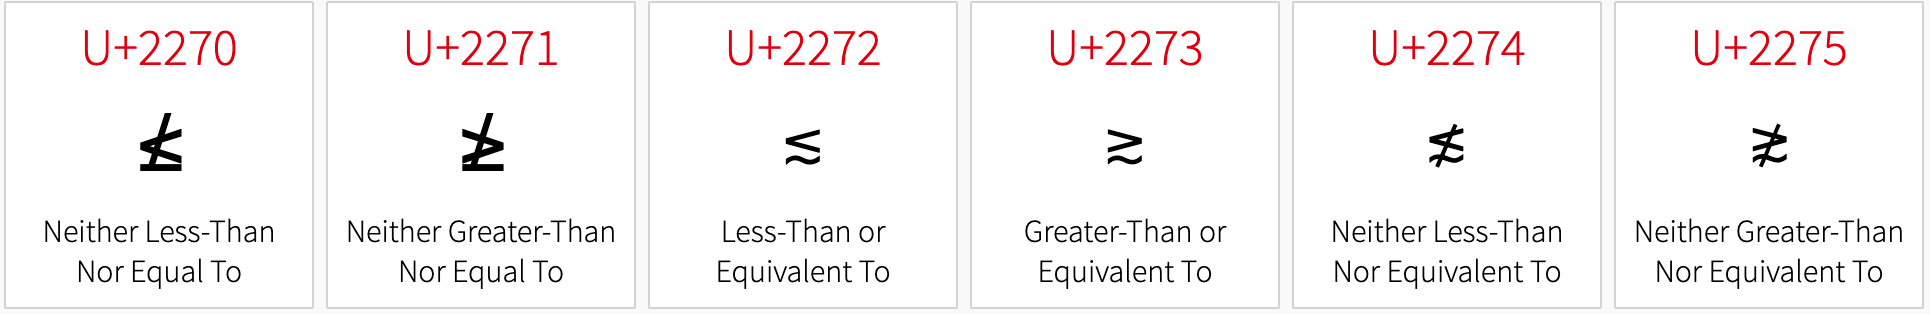 U+2270
≰
Neither Less-Than
Nor Equal To
U+2271
≱
Neither Greater-Than
Nor Equal To
U+2272
≲
Less-Than or
Equivalent To
U+2273
≳
Greater-Than or
Equivalent To
U+2274
≴
Neither Less-Than
Nor Equivalent To
U+2275
≵
Neither Greater-Than
Nor Equivalent To